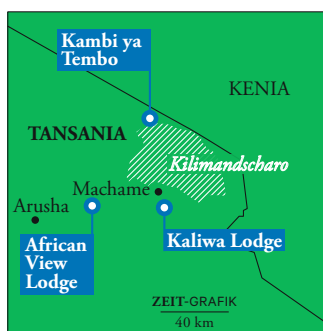 Kambi ya
Tembo
KENIA
TANSANIA
Kilimandscharo
Machame
Arusha
African
View
Lodge
Kaliwa Lodge
ZEIT-GRAFIK
40 km